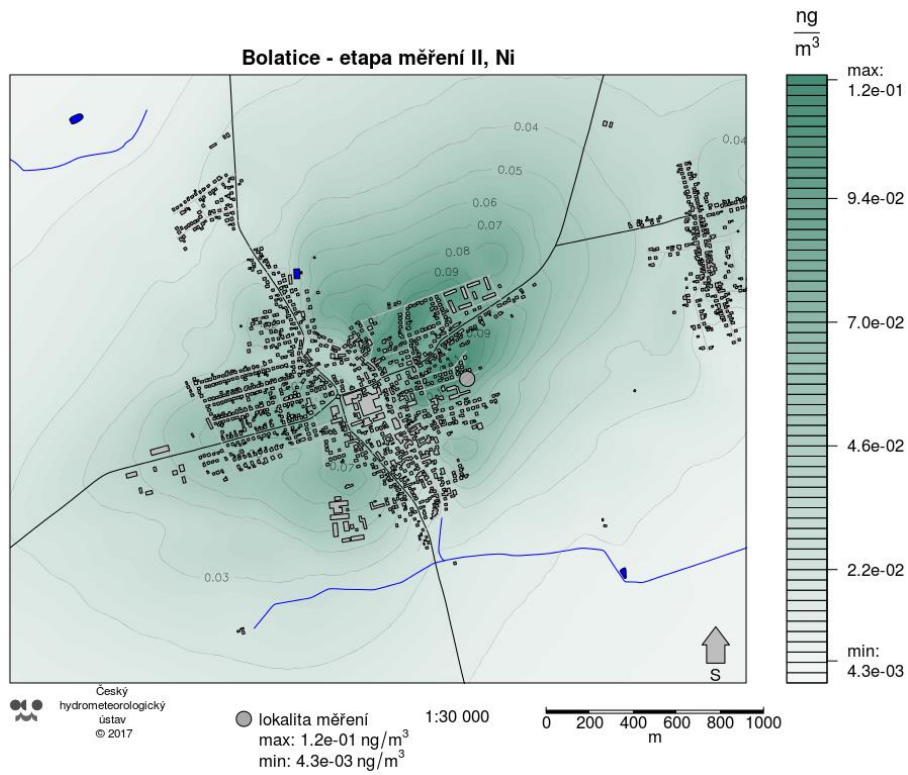 Bolatice - etapa měření II, Ni
ng
m³
max:
1.2e-01
9.4e-02
7.0e-02
4.6e-02
2.2e-02
min:
4.3e-03
0.04
0.04
0.05
0.06
0.07
0.08
0.09
0.09
0.07
0.03
S
Český
hydrometeorologický
ústav
© 2017
lokalita měření
max: 1.2e-01 ng/m³
min: 4.3e-03 ng/m³
1:30 000
0 200 400 600 800 1000
m